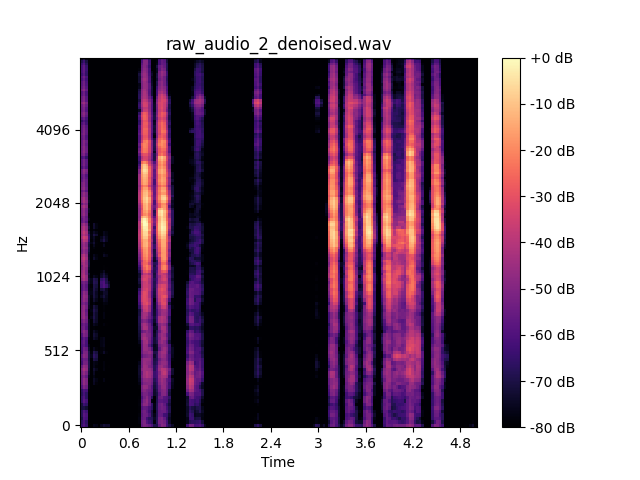 raw_audio_2_denoised.wav
Hz
4096
2048
1024
512
0
0 0.6 1.2 1.8 2.4 3 3.6 4.2 4.8
Time
+0 dB
-10 dB
-20 dB
-30 dB
-40 dB
-50 dB
-60 dB
-70 dB
-80 dB